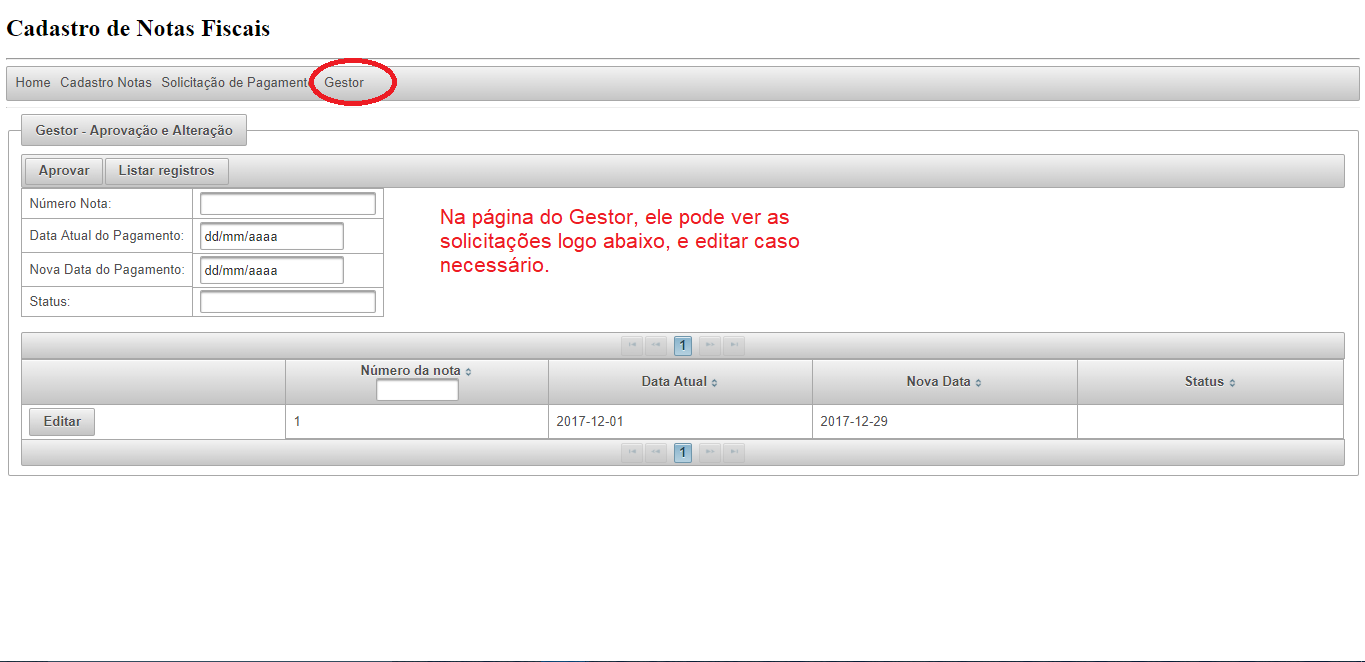 Cadastro de Notas Fiscais
Home Cadastro Notas Solicitação de Pagament Gestor
Gestor - Aprovação e Alteração
Aprovar Listar registros
Número Nota:
Data Atual do Pagamento: dd/mm/aaaa
Nova Data do Pagamento: dd/mm/aaaa
Status:
Na página do Gestor, ele pode ver as
solicitações logo abaixo, e editar caso
necessário.
1
Número da nota Data Atual Nova Data Status
Editar 1 2017-12-01 2017-12-29
1